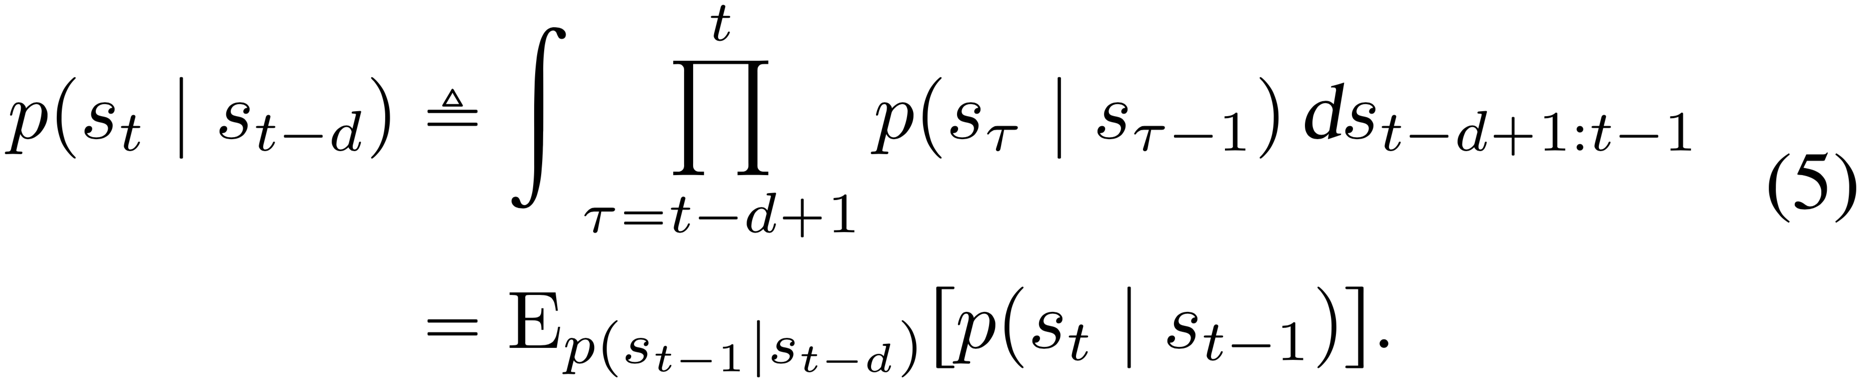 p(s_t | s_{t−d}) ≜ ∫ ∏_{τ=t−d+1}^{t} p(s_τ | s_{τ−1}) ds_{t−d+1:t−1} (5)
= E_{p(s_{t−1}|s_{t−d})}[p(s_t | s_{t−1})].